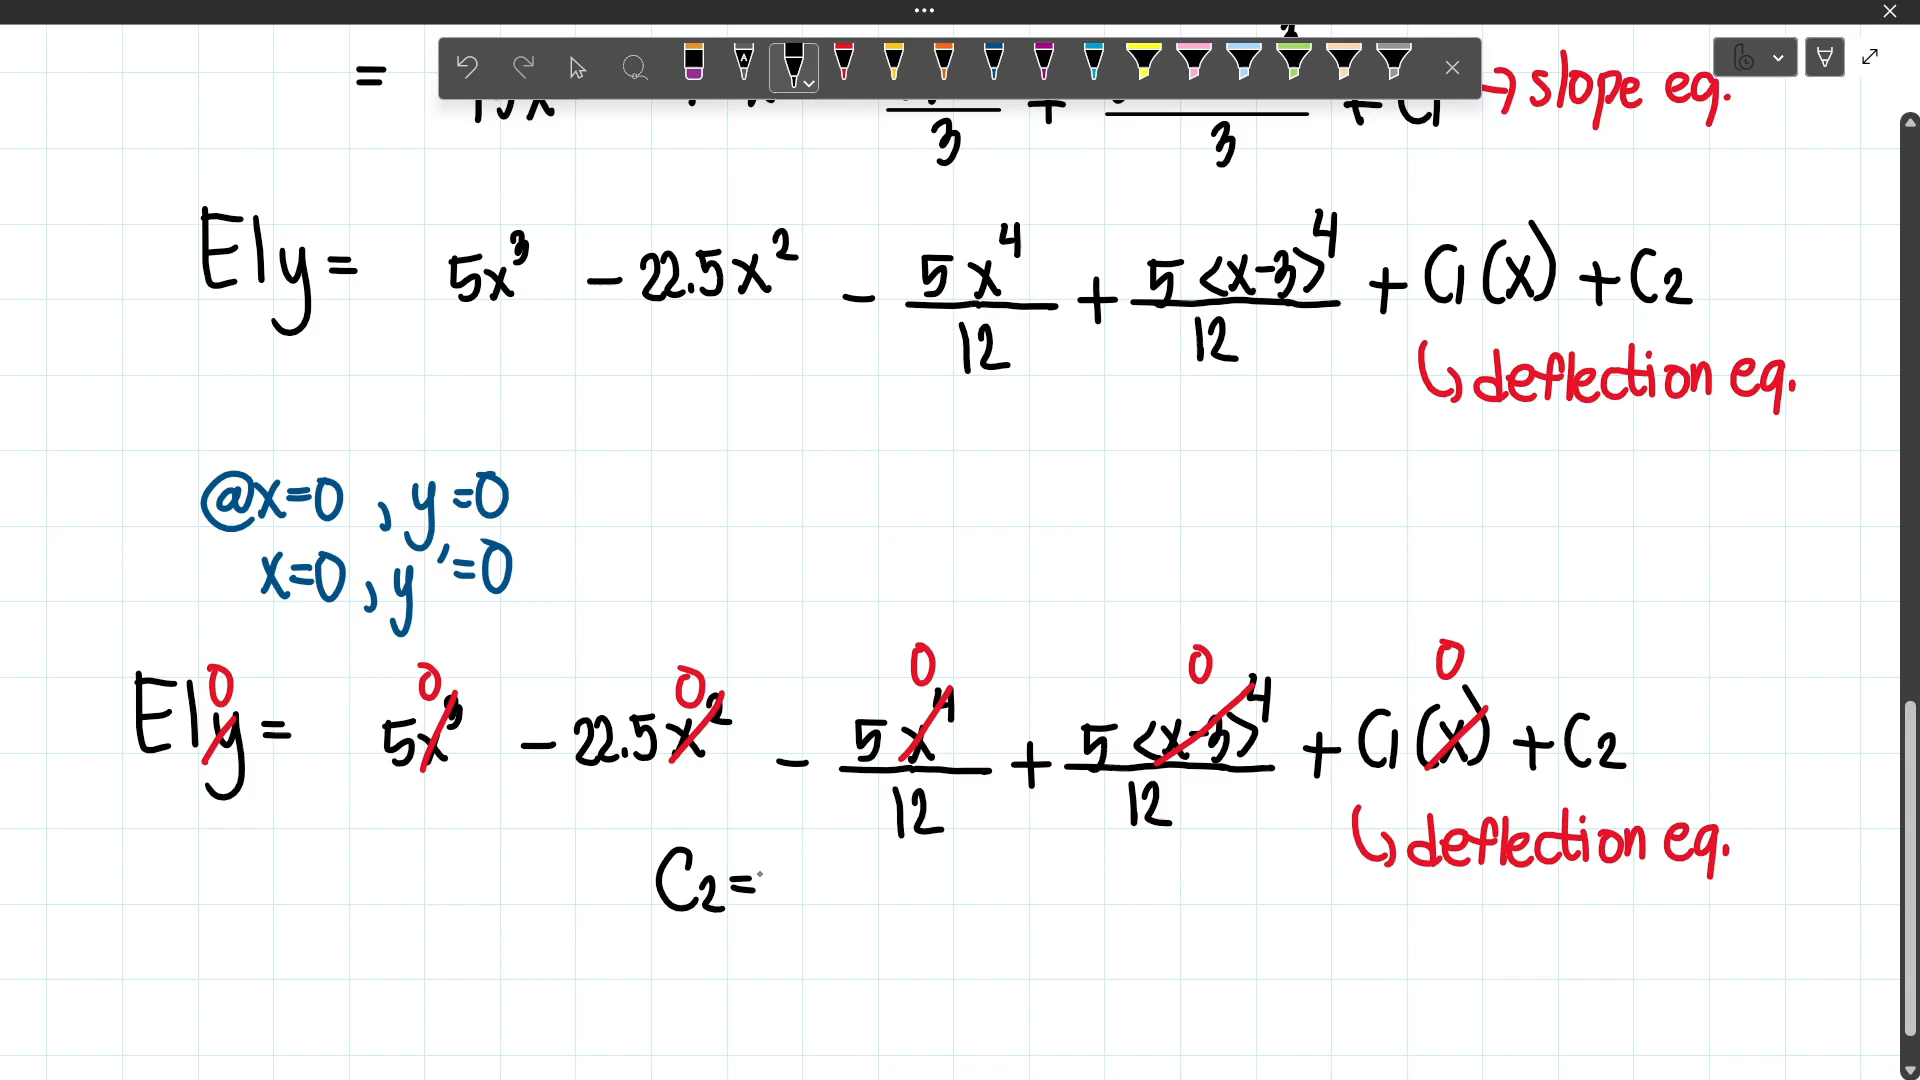 = 15x² 3 + 3 + C₁ → slope eq.
EIy = 5x³ - 22.5x² - 5x⁴/12 + 5<x-3>⁴/12 + C₁(x) + C₂
↳ deflection eq.
@x=0 , y=0
x=0 , y'=0
0 0 0 0 0 0
EIy = 5x³ - 22.5x² - 5x⁴/12 + 5<x-3>⁴/12 + C₁(x) + C₂
↳ deflection eq.
C₂=